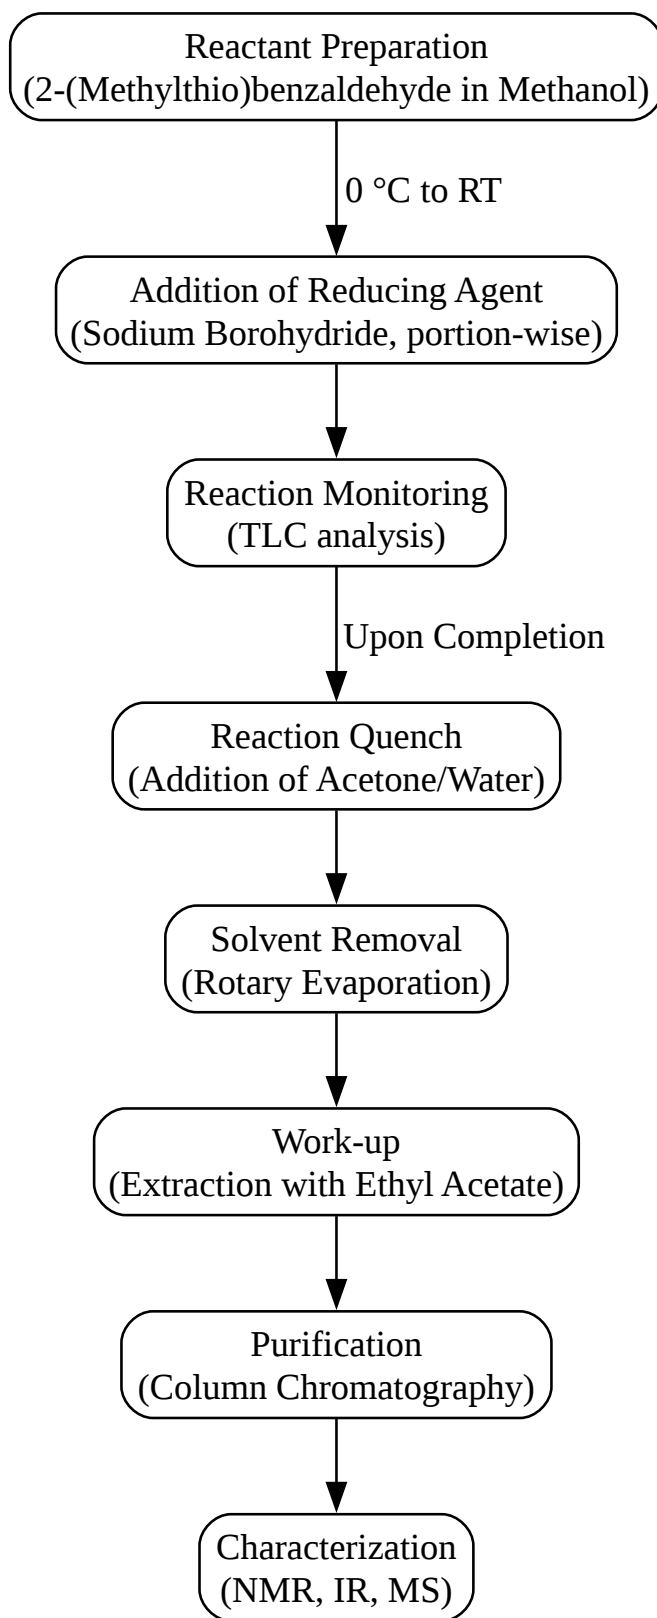 Reactant Preparation
(2-(Methylthio)benzaldehyde in Methanol)
0 °C to RT
Addition of Reducing Agent
(Sodium Borohydride, portion-wise)
Reaction Monitoring
(TLC analysis)
Upon Completion
Reaction Quench
(Addition of Acetone/Water)
Solvent Removal
(Rotary Evaporation)
Work-up
(Extraction with Ethyl Acetate)
Purification
(Column Chromatography)
Characterization
(NMR, IR, MS)